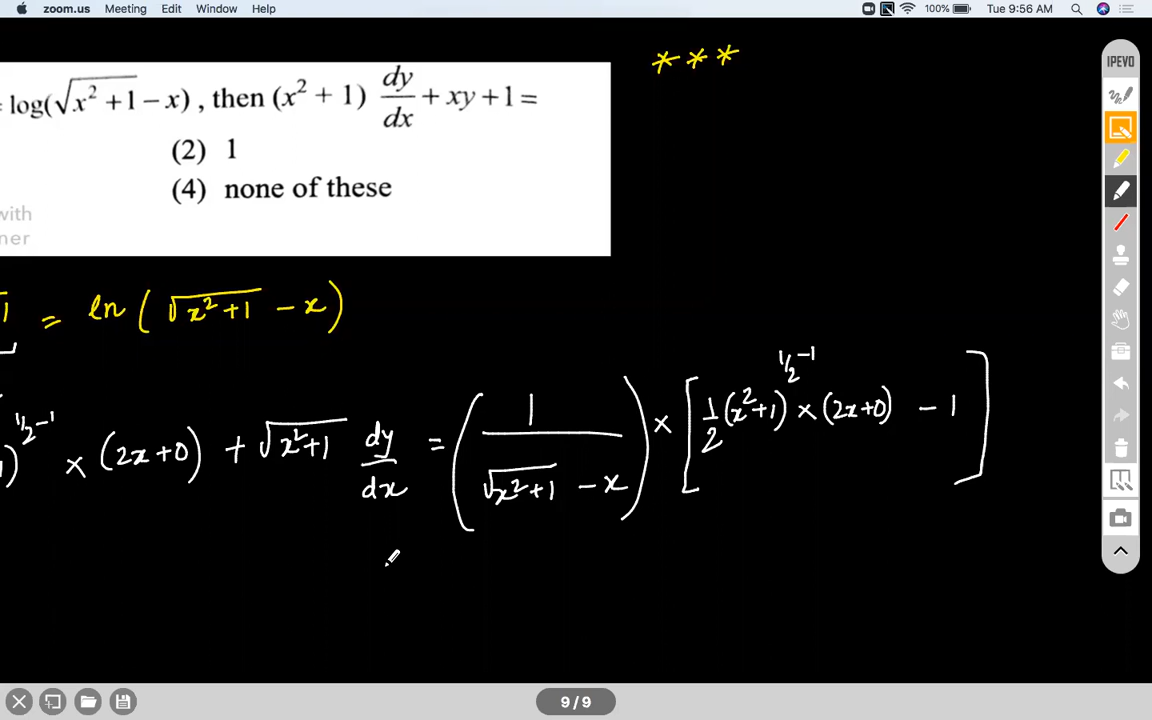 zoom.us Meeting Edit Window Help 100% Tue 9:56 AM
***
IPEVO
= log(√x² +1 − x) , then (x² + 1) dy/dx + xy +1 =
(2) 1
(4) none of these
with
ner
1 = ln( √x²+1 − x )
1)^(1/2 −1) × (2x+0) + √x²+1 dy/dx = (1/(√x²+1 − x)) × [1/2 (x²+1)^(1/2 −1) × (2x+0) − 1]
9 / 9